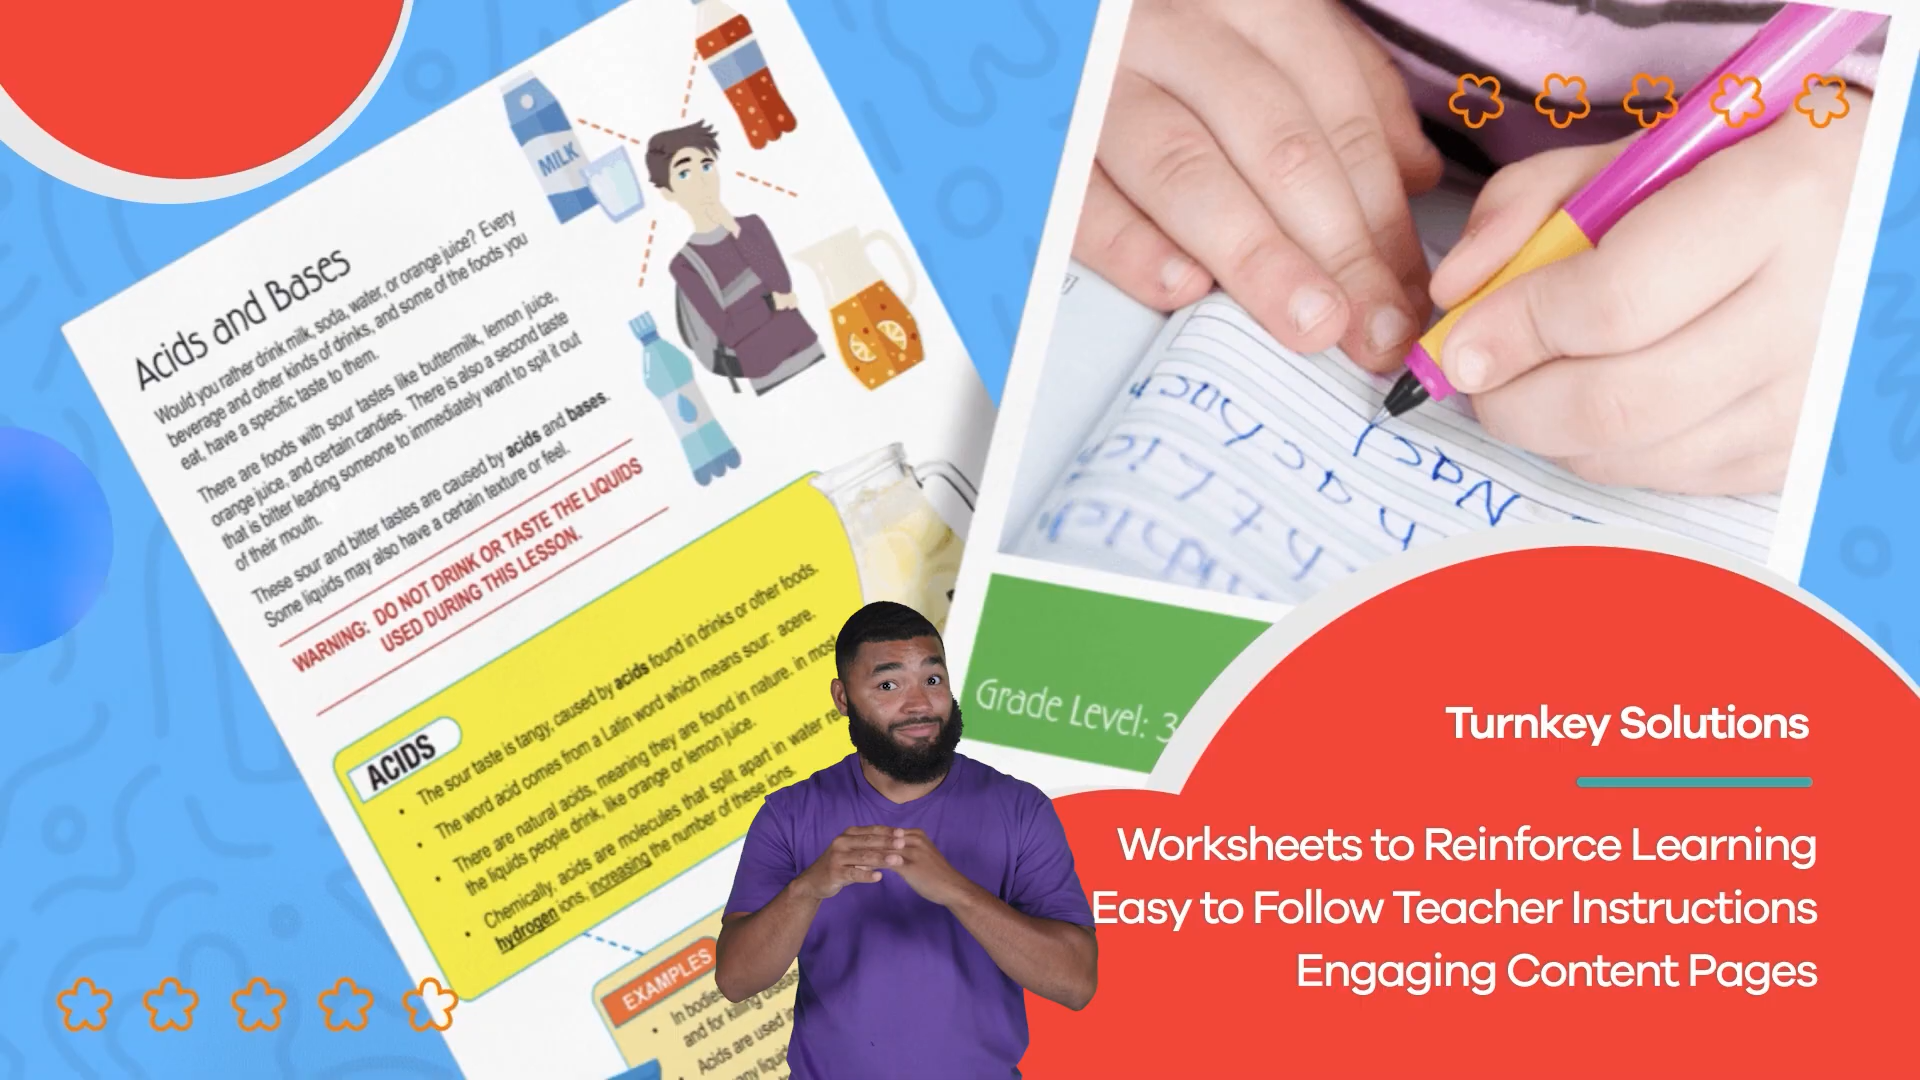 MILK
Acids and Bases
Would you rather drink milk, soda, water, or orange juice? Every
beverage and other kinds of drinks, and some of the foods you
eat, have a specific taste to them.
There are foods with sour tastes like buttermilk, lemon juice,
orange juice, and certain candies. There is also a second taste
that is bitter leading someone to immediately want to spit it out
of their mouth.
These sour and bitter tastes are caused by acids and bases.
Some liquids may also have a certain texture or feel.
WARNING: DO NOT DRINK OR TASTE THE LIQUIDS
USED DURING THIS LESSON.
ACIDS
• The sour taste is tangy, caused by acids found in drinks or other foods.
• The word acid comes from a Latin word which means sour: acere.
• There are natural acids, meaning they are found in nature. in most
the liquids people drink, like orange or lemon juice.
• Chemically, acids are molecules that split apart in water
hydrogen ions, increasing the number of these ions.
EXAMPLES
• In
and for killing
• Acids are used
Grade Level: 3
Turnkey Solutions
Worksheets to Reinforce Learning
Easy to Follow Teacher Instructions
Engaging Content Pages